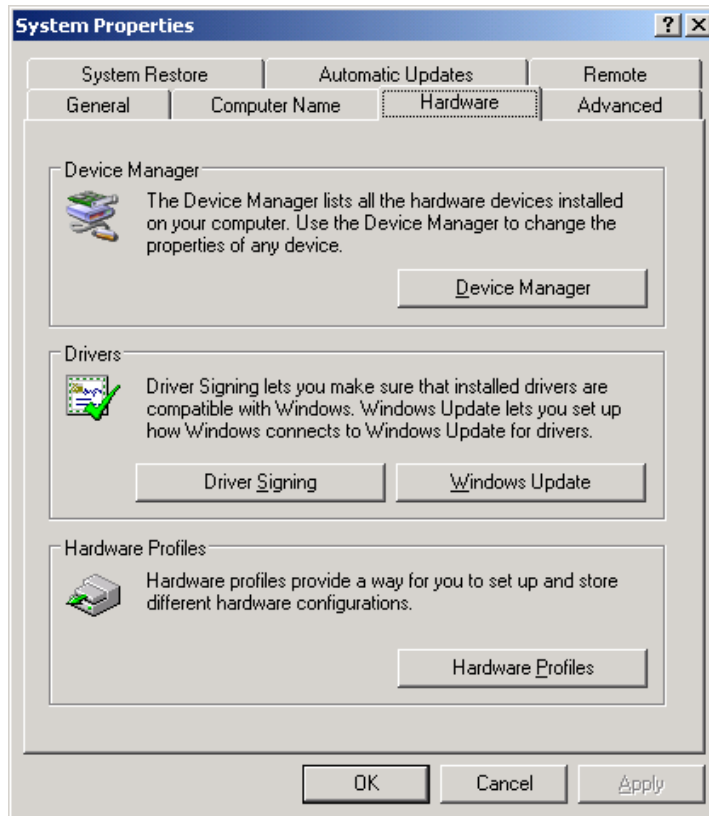 System Properties
System Restore Automatic Updates Remote
General Computer Name Hardware Advanced
Device Manager
The Device Manager lists all the hardware devices installed
on your computer. Use the Device Manager to change the
properties of any device.
Device Manager
Drivers
Driver Signing lets you make sure that installed drivers are
compatible with Windows. Windows Update lets you set up
how Windows connects to Windows Update for drivers.
Driver Signing Windows Update
Hardware Profiles
Hardware profiles provide a way for you to set up and store
different hardware configurations.
Hardware Profiles
OK Cancel Apply